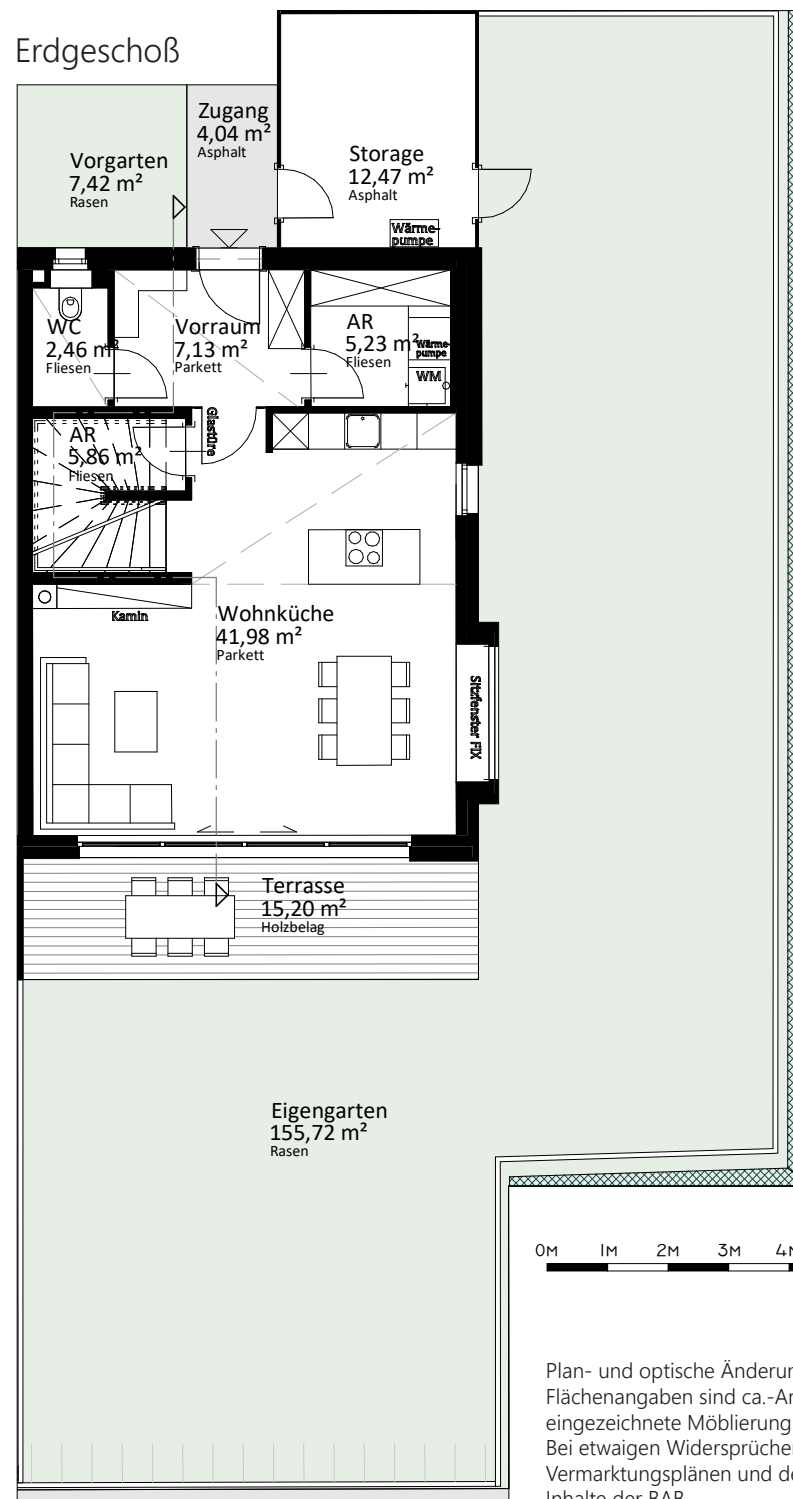 Erdgeschoß
Zugang
4,04 m²
Asphalt
Vorgarten
7,42 m²
Rasen
Storage
12,47 m²
Asphalt
Wärme-
pumpe
WC
2,46 m²
Fliesen
Vorraum
7,13 m²
Parkett
AR
5,23 m²
Fliesen
Wärme-
pumpe
WM
Glastüre
AR
5,86 m²
Fliesen
Kamin
Wohnküche
41,98 m²
Parkett
Sitzfenster FIX
Terrasse
15,20 m²
Holzbelag
Eigengarten
155,72 m²
Rasen
0M 1M 2M 3M 4M
Plan- und optische Änderun
Flächenangaben sind ca.-An
eingezeichnete Möblierung
Bei etwaigen Widersprüchen
Vermarktungsplänen und de
Inhalte der BAB